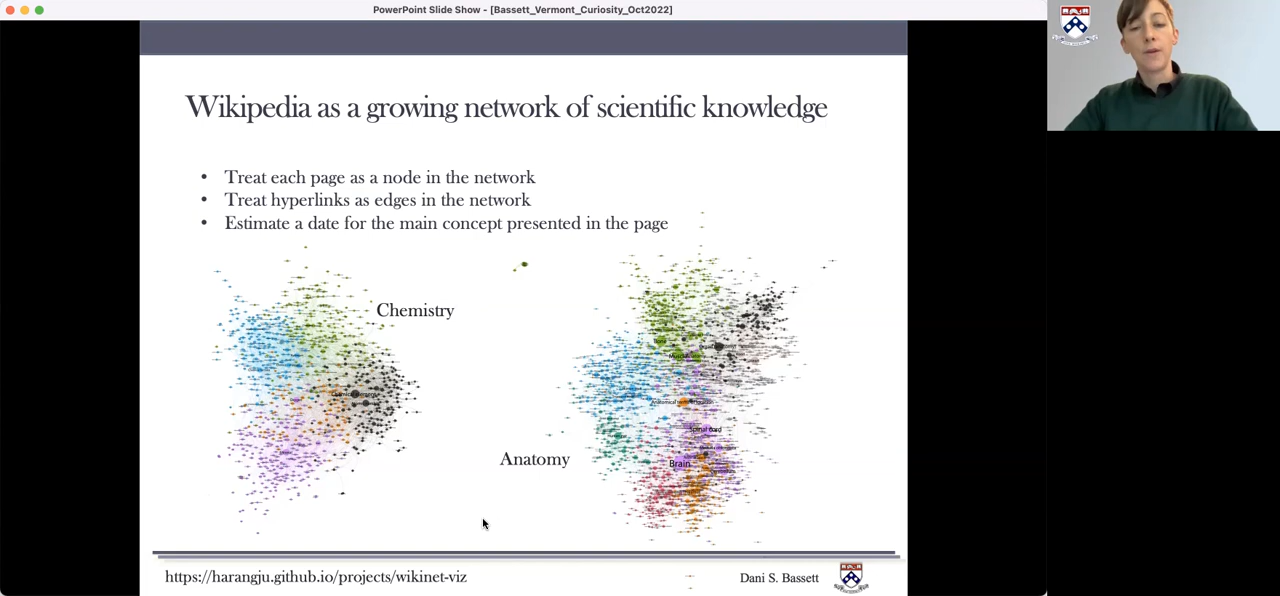 PowerPoint Slide Show - [Bassett_Vermont_Curiosity_Oct2022]
Wikipedia as a growing network of scientific knowledge
• Treat each page as a node in the network
• Treat hyperlinks as edges in the network
• Estimate a date for the main concept presented in the page
Chemistry
Anatomy
Spinal cord
Brain
https://harangju.github.io/projects/wikinet-viz
Dani S. Bassett